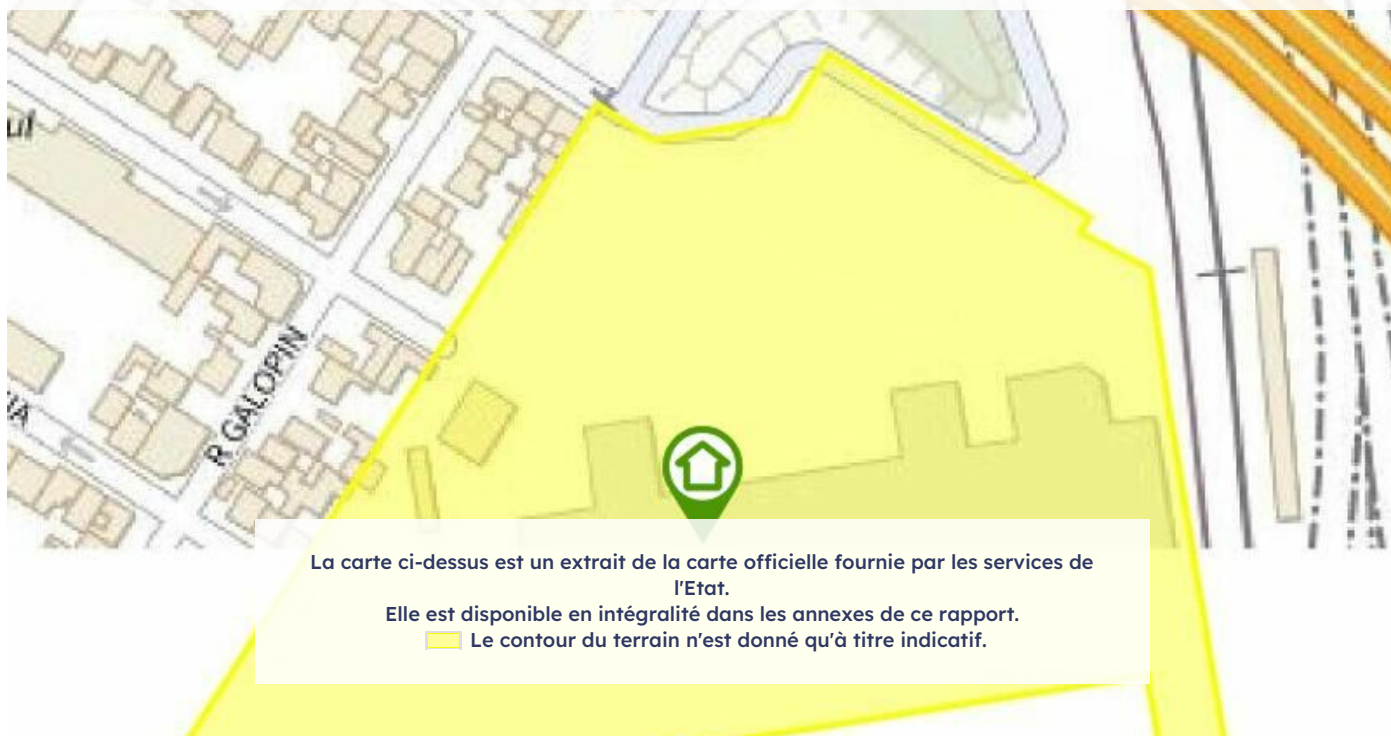 ul
R GALOPIN
IA
La carte ci-dessus est un extrait de la carte officielle fournie par les services de
l'Etat.
Elle est disponible en intégralité dans les annexes de ce rapport.
Le contour du terrain n'est donné qu'à titre indicatif.